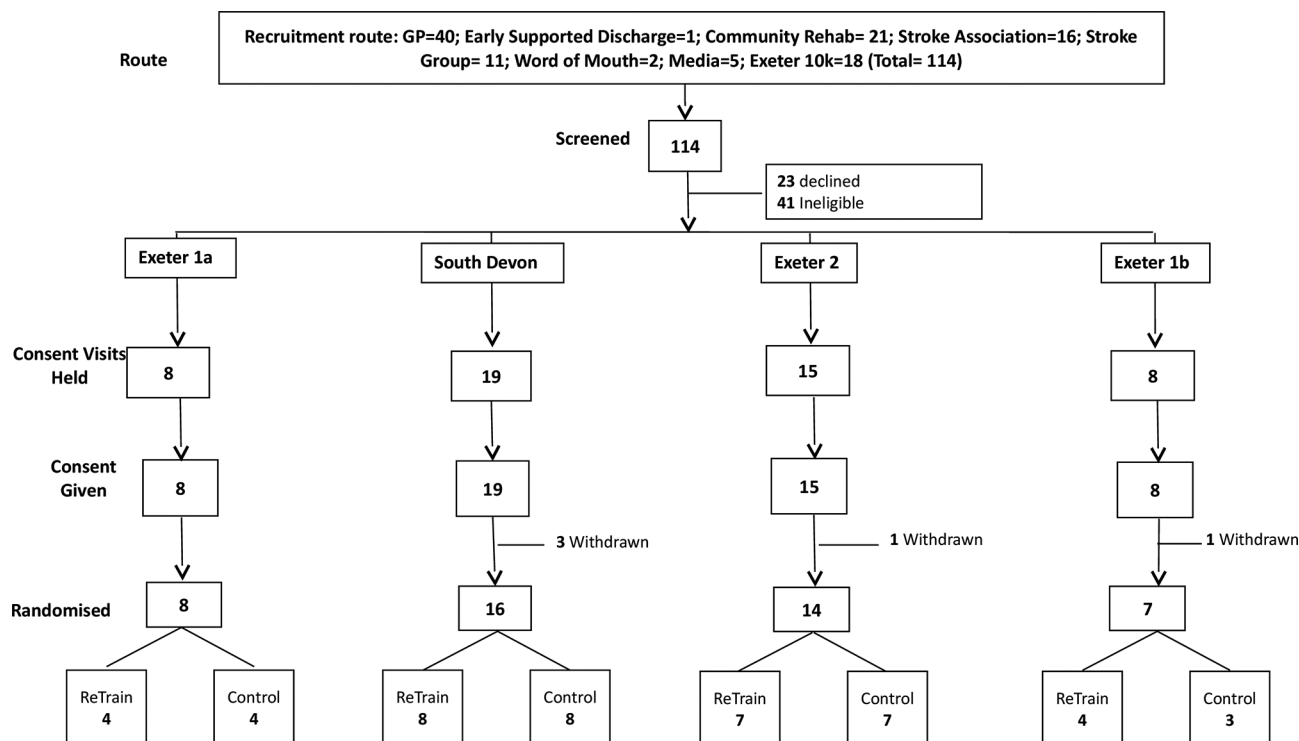 Recruitment route: GP=40; Early Supported Discharge=1; Community Rehab= 21; Stroke Association=16; Stroke
Group= 11; Word of Mouth=2; Media=5; Exeter 10k=18 (Total= 114)
Route
Screened
114
23 declined
41 Ineligible
Exeter 1a
South Devon
Exeter 2
Exeter 1b
Consent Visits
Held
8
19
15
8
Consent
Given
8
19
15
8
3 Withdrawn
1 Withdrawn
1 Withdrawn
Randomised
8
16
14
7
ReTrain
4
Control
4
ReTrain
8
Control
8
ReTrain
7
Control
7
ReTrain
4
Control
3